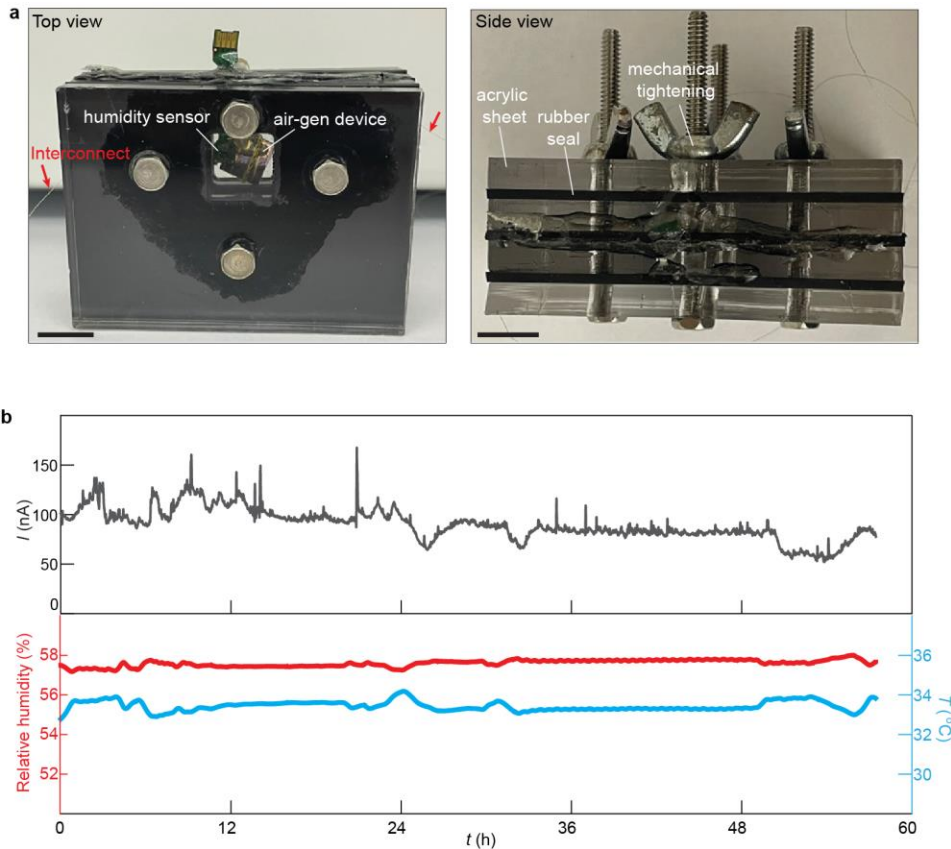 a
Top view
humidity sensor
air-gen device
Interconnect
Side view
acrylic
sheet
rubber
seal
mechanical
tightening
b
I (nA)
150
100
50
0
Relative humidity (%)
58
56
54
52
T (°C)
36
34
32
30
0
12
24
36
48
60
t (h)